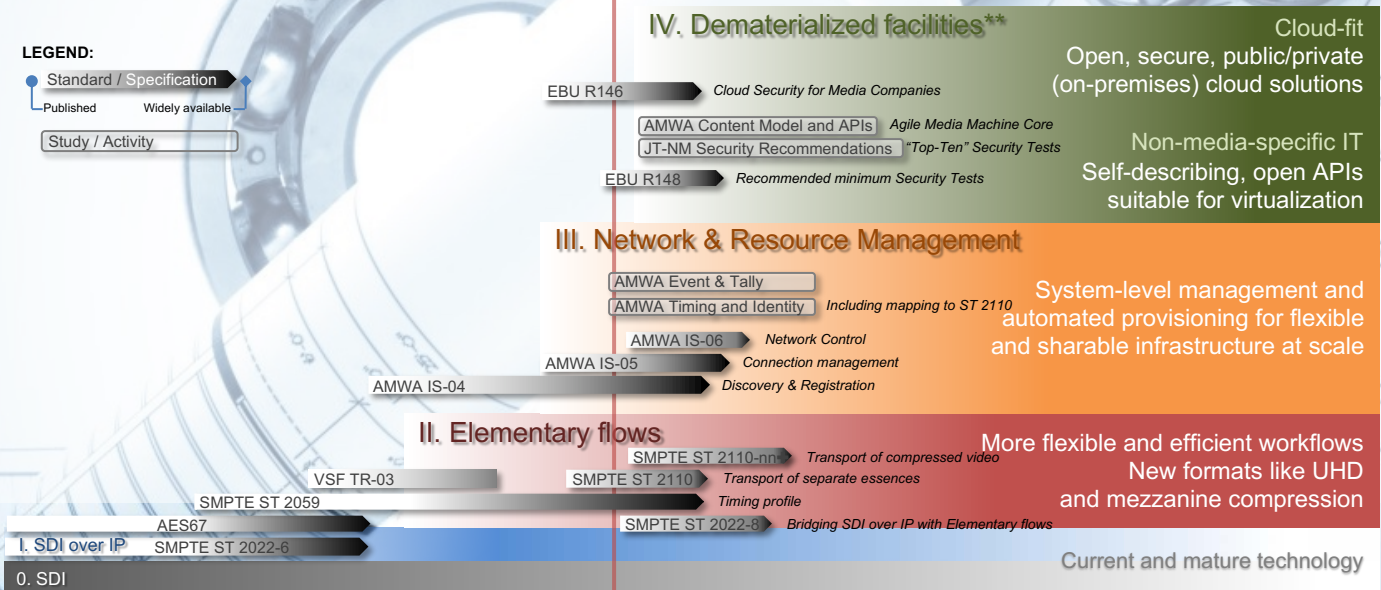 IV. Dematerialized facilities**
Cloud-fit
LEGEND:
Open, secure, public/private
(on-premises) cloud solutions
Standard / Specification
Published
Widely available
EBU R146
Cloud Security for Media Companies
AMWA Content Model and APIs
Agile Media Machine Core
Study / Activity
JT-NM Security Recommendations
“Top-Ten” Security Tests
Non-media-specific IT
EBU R148
Recommended minimum Security Tests
Self-describing, open APIs
suitable for virtualization
III. Network & Resource Management
AMWA Event & Tally
AMWA Timing and Identity
Including mapping to ST 2110
System-level management and
automated provisioning for flexible
and sharable infrastructure at scale
AMWA IS-06
Network Control
AMWA IS-05
Connection management
AMWA IS-04
Discovery & Registration
II. Elementary flows
More flexible and efficient workflows
New formats like UHD
and mezzanine compression
SMPTE ST 2110-nn
Transport of compressed video
VSF TR-03
SMPTE ST 2110
Transport of separate essences
SMPTE ST 2059
Timing profile
AES67
SMPTE ST 2022-8
Bridging SDI over IP with Elementary flows
I. SDI over IP
SMPTE ST 2022-6
Current and mature technology
0. SDI